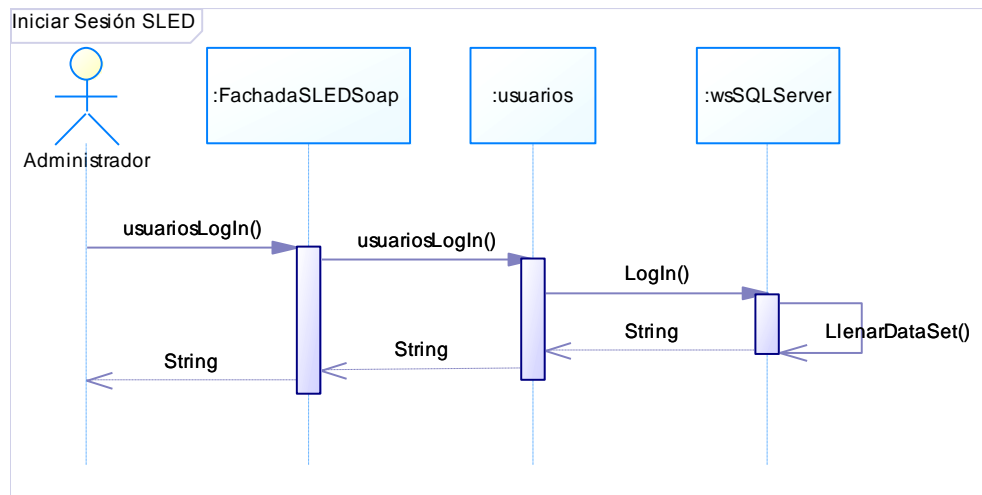 Iniciar Sesión SLED
:FachadaSLEDSoap
:usuarios
:wsSQLServer
Administrador
usuariosLogIn()
usuariosLogIn()
LogIn()
LlenarDataSet()
String
String
String